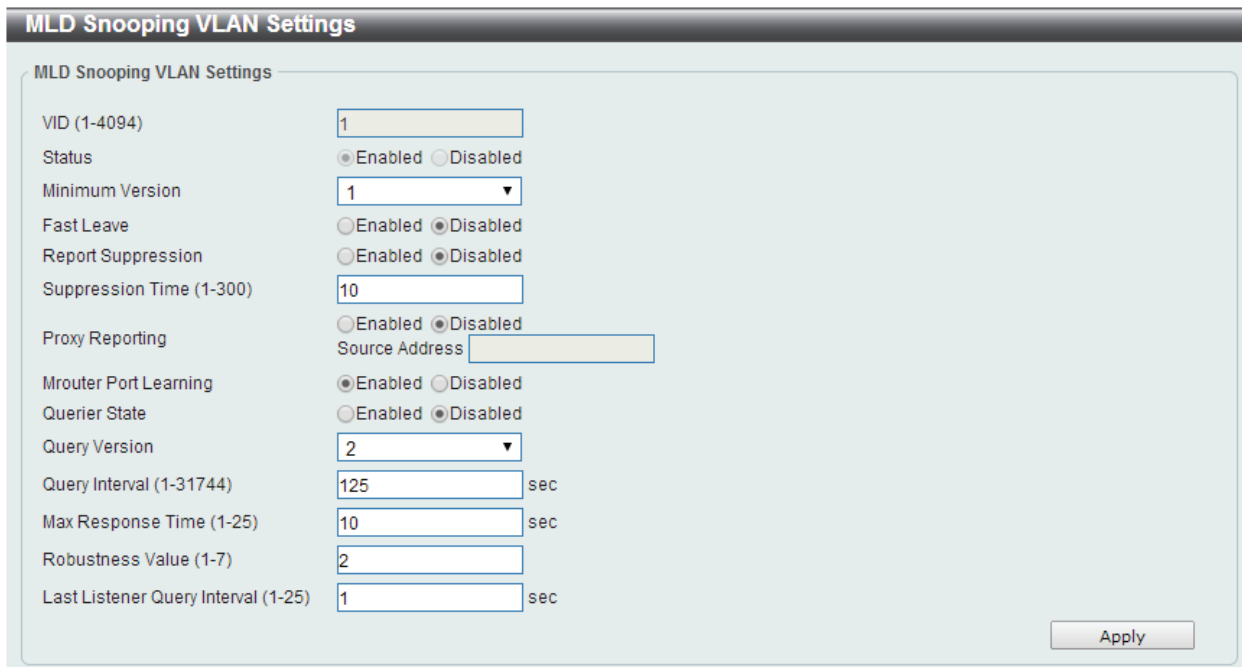 MLD Snooping VLAN Settings
MLD Snooping VLAN Settings
VID (1-4094) 1
Status Enabled Disabled
Minimum Version 1
Fast Leave Enabled Disabled
Report Suppression Enabled Disabled
Suppression Time (1-300) 10
Proxy Reporting Enabled Disabled
Source Address
Mrouter Port Learning Enabled Disabled
Querier State Enabled Disabled
Query Version 2
Query Interval (1-31744) 125 sec
Max Response Time (1-25) 10 sec
Robustness Value (1-7) 2
Last Listener Query Interval (1-25) 1 sec
Apply